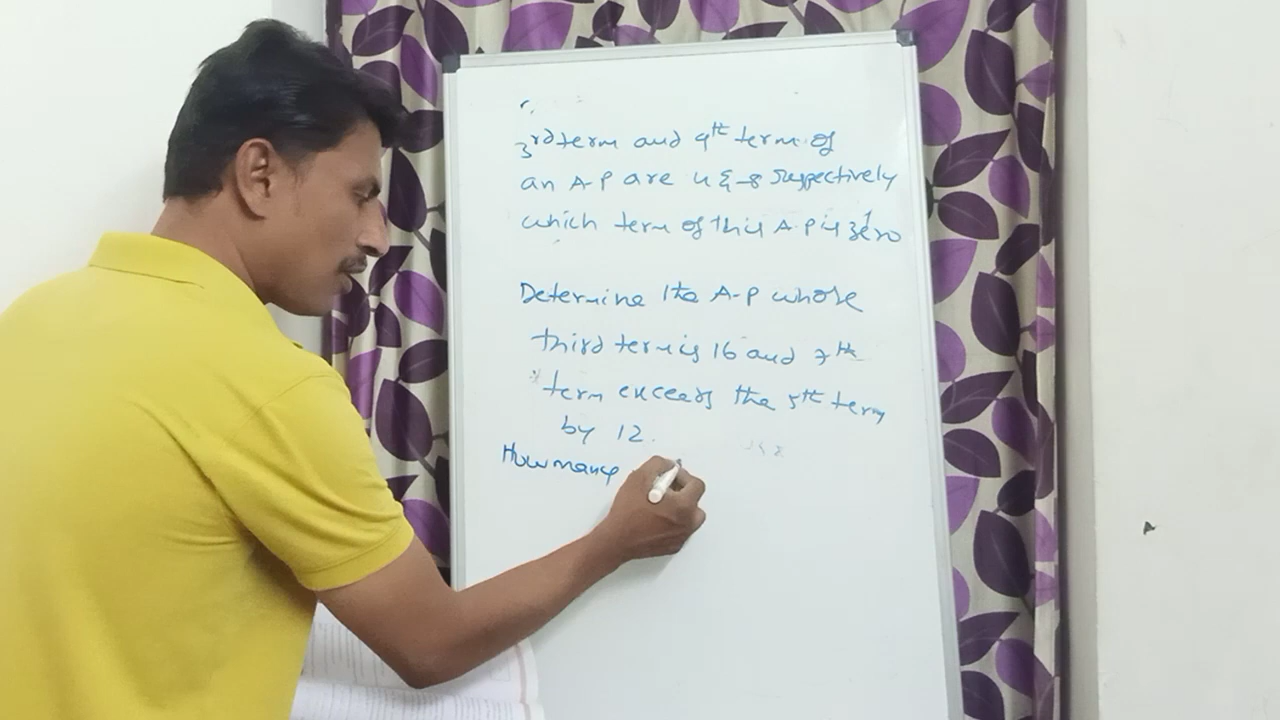 3rd term and 9th term of
an A-P are 4 & -8 respectively
which term of this A.P is zero
Determine the A-P whose
third term is 16 and 7th
term exceeds the 5th term
by 12.
How many